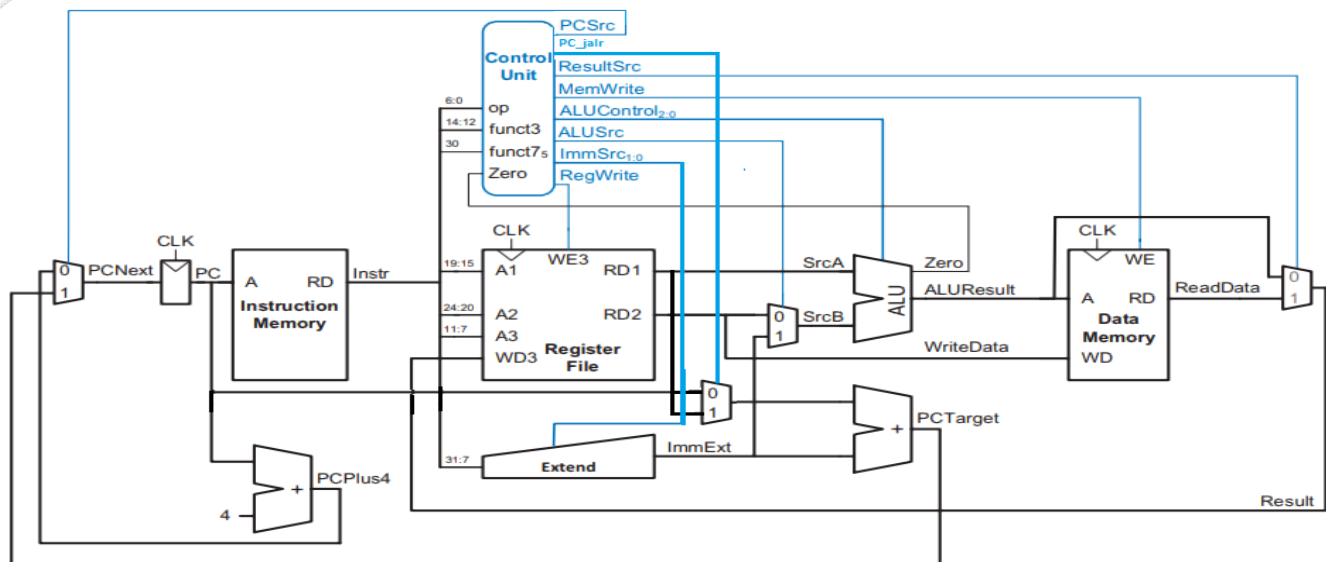 PCSrc
PC_jalr
Control
Unit
ResultSrc
MemWrite
ALUControl2:0
ALUSrc
ImmSrc1:0
RegWrite
6:0
op
14:12
funct3
30
funct75
Zero
CLK
CLK
CLK
0
1
PCNext
PC
A
RD
Instruction
Memory
Instr
19:15
A1
WE3
RD1
24:20
A2
RD2
11:7
A3
WD3
Register
File
SrcA
0
1
SrcB
ALU
Zero
ALUResult
WriteData
WE
A
RD
Data
Memory
WD
ReadData
0
1
0
1
+
PCTarget
31:7
Extend
ImmExt
PCPlus4
+
4
Result